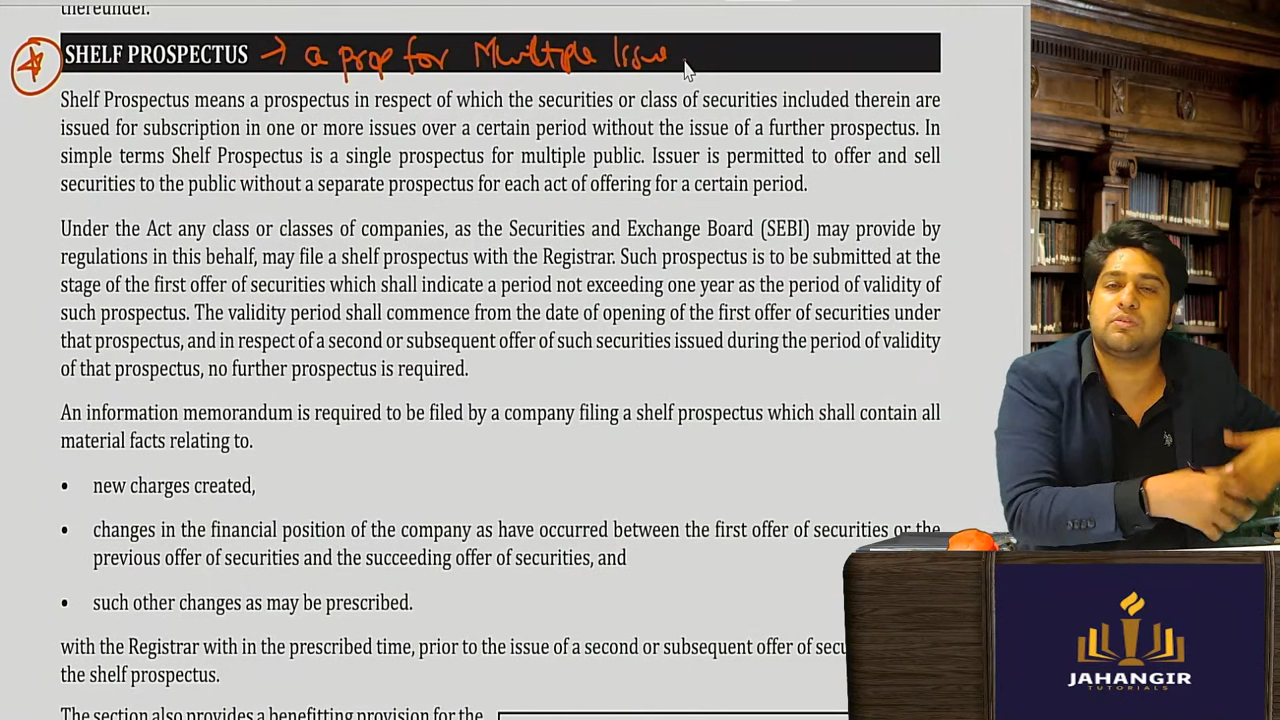 thereunder.
SHELF PROSPECTUS → a prop for Multiple Issue
Shelf Prospectus means a prospectus in respect of which the securities or class of securities included therein are
issued for subscription in one or more issues over a certain period without the issue of a further prospectus. In
simple terms Shelf Prospectus is a single prospectus for multiple public. Issuer is permitted to offer and sell
securities to the public without a separate prospectus for each act of offering for a certain period.
Under the Act any class or classes of companies, as the Securities and Exchange Board (SEBI) may provide by
regulations in this behalf, may file a shelf prospectus with the Registrar. Such prospectus is to be submitted at the
stage of the first offer of securities which shall indicate a period not exceeding one year as the period of validity of
such prospectus. The validity period shall commence from the date of opening of the first offer of securities under
that prospectus, and in respect of a second or subsequent offer of such securities issued during the period of validity
of that prospectus, no further prospectus is required.
An information memorandum is required to be filed by a company filing a shelf prospectus which shall contain all
material facts relating to.
• new charges created,
• changes in the financial position of the company as have occurred between the first offer of securities or the
previous offer of securities and the succeeding offer of securities, and
• such other changes as may be prescribed.
with the Registrar with in the prescribed time, prior to the issue of a second or subsequent offer of secu
the shelf prospectus.
The section also provides a benefitting provision for the
JAHANGIR
TUTORIALS